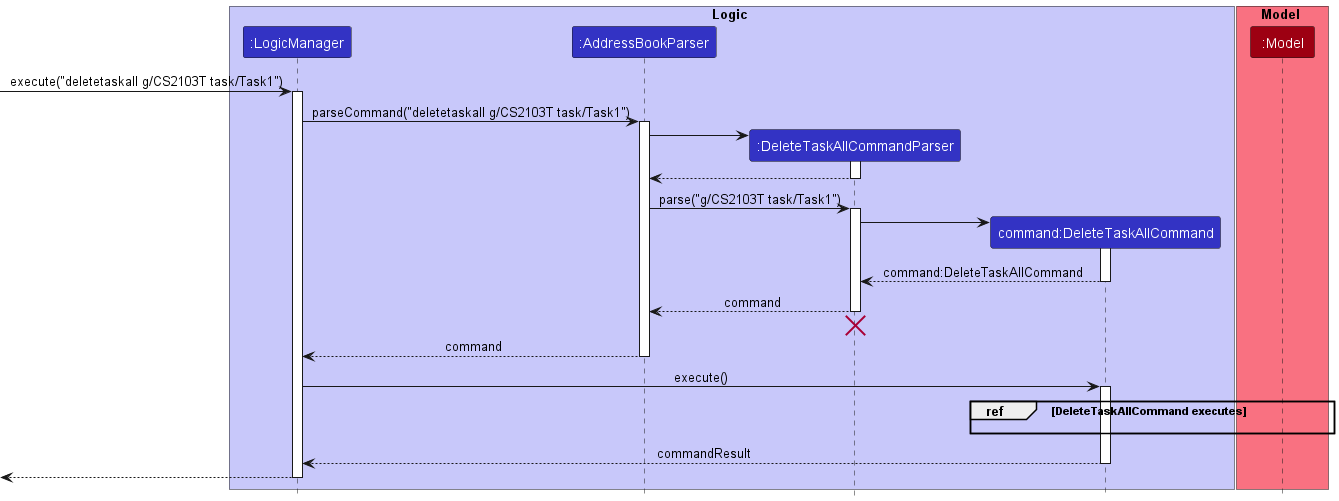 Logic
Model
:LogicManager
:AddressBookParser
:Model
execute("deletetaskall g/CS2103T task/Task1")
parseCommand("deletetaskall g/CS2103T task/Task1")
:DeleteTaskAllCommandParser
parse("g/CS2103T task/Task1")
command:DeleteTaskAllCommand
command:DeleteTaskAllCommand
command
command
execute()
ref [DeleteTaskAllCommand executes]
commandResult